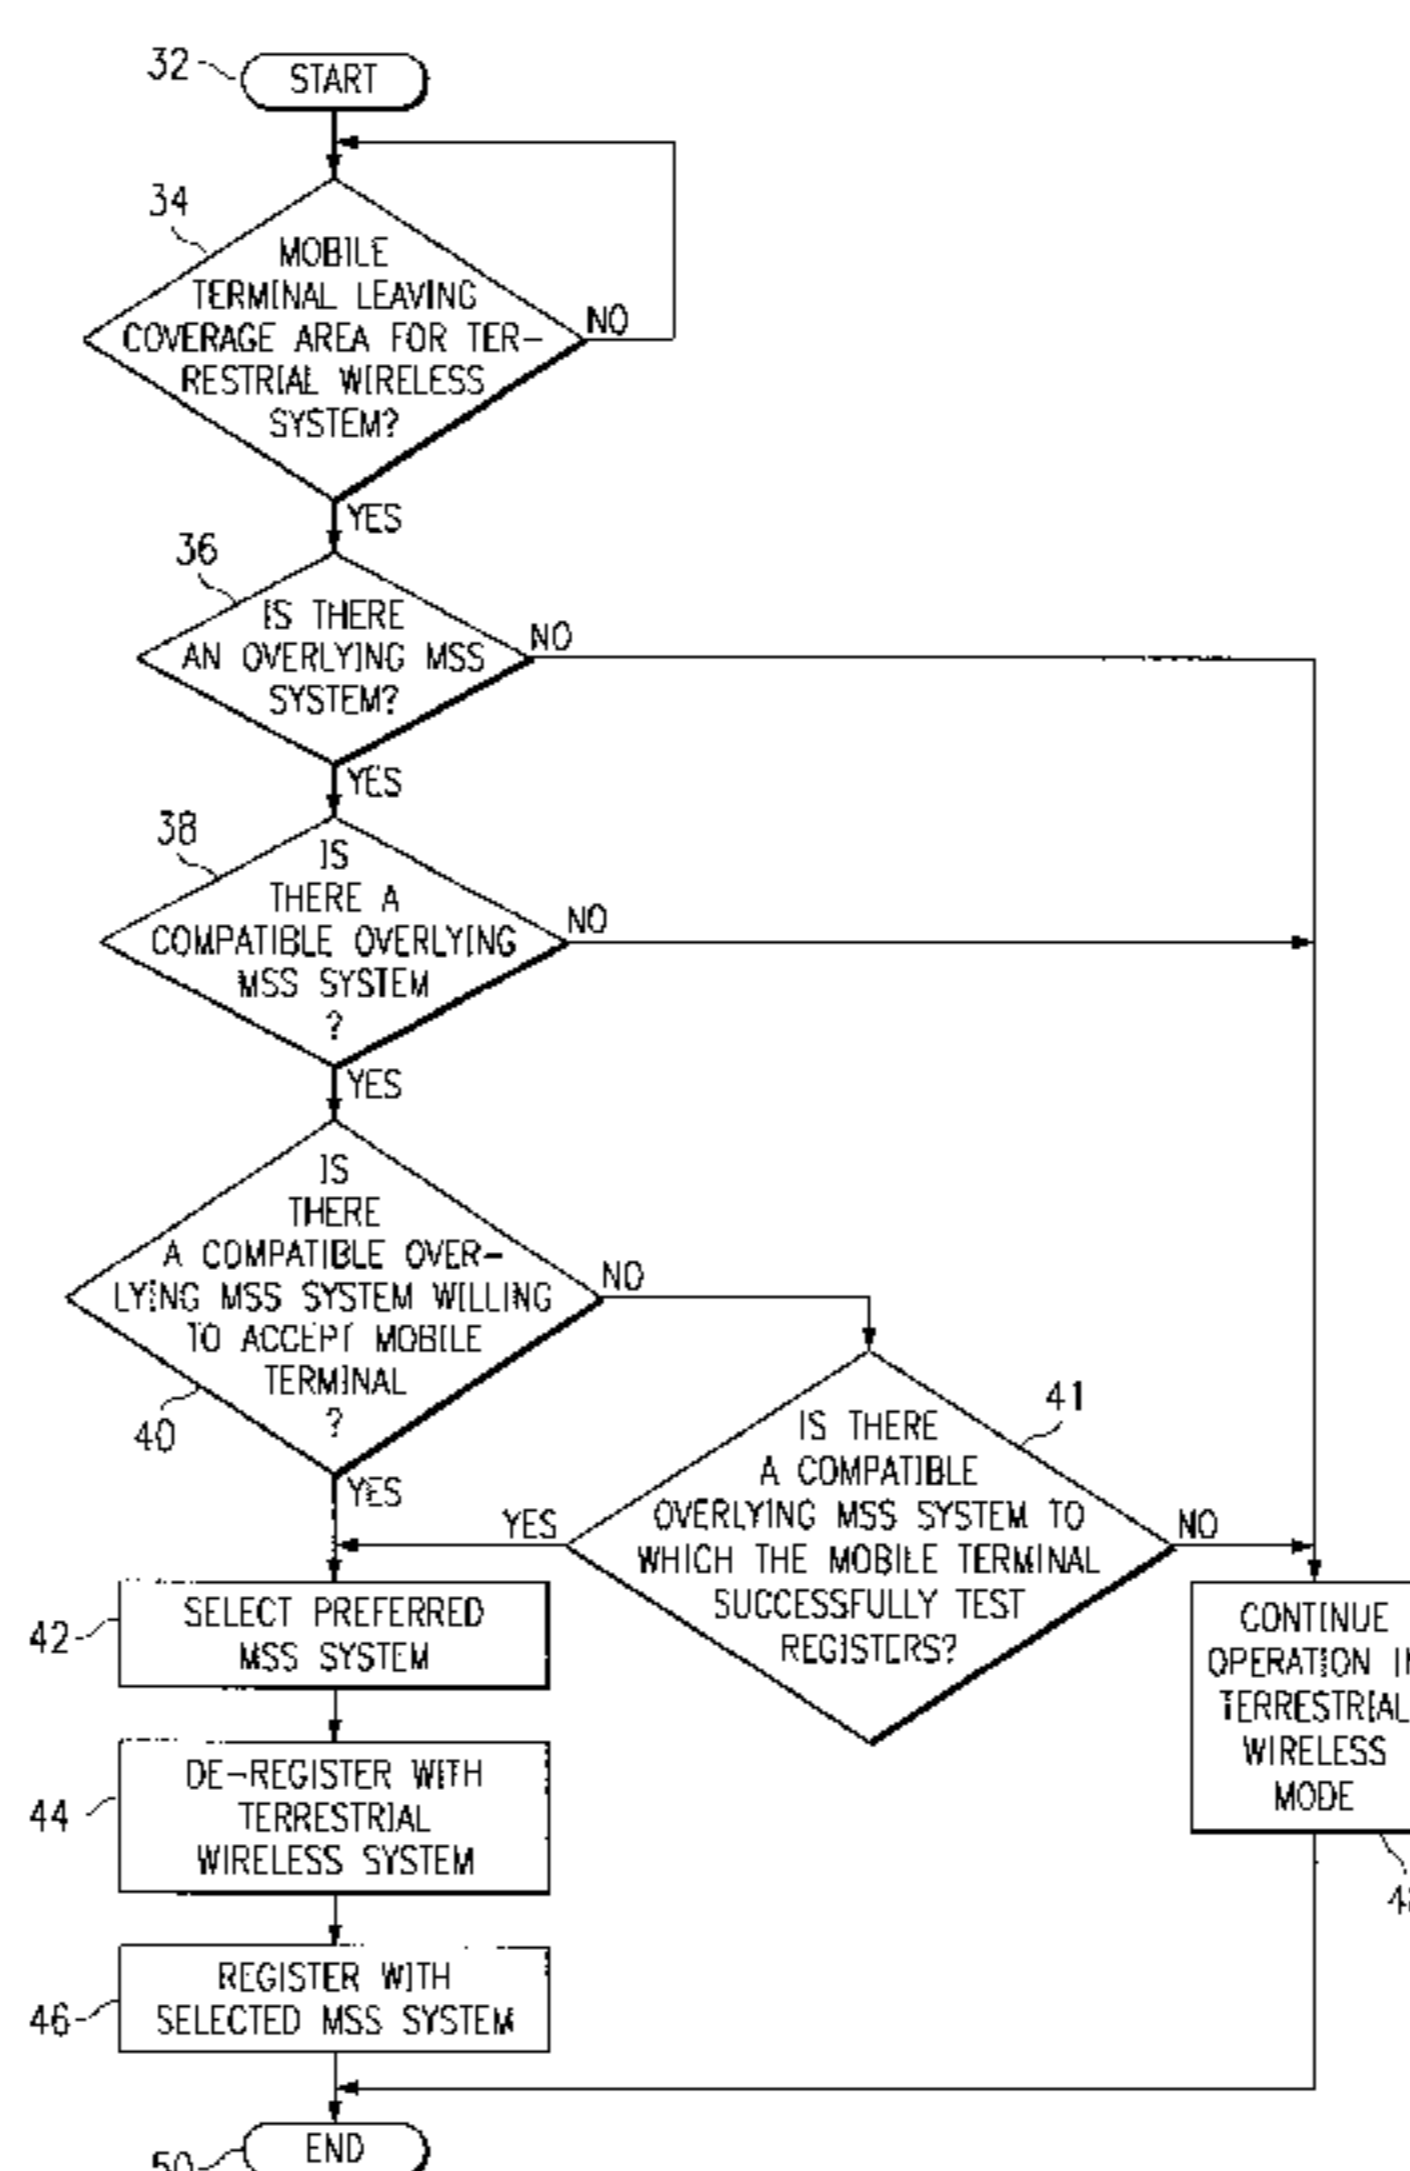 32
START
34
MOBILE
TERMINAL LEAVING
COVERAGE AREA FOR TER-
RESTRIAL WIRELESS
SYSTEM?
NO
YES
36
IS THERE
AN OVERLYING MSS
SYSTEM?
NO
YES
38
IS
THERE A
COMPATIBLE OVERLYING
MSS SYSTEM
?
NO
YES
IS
THERE
A COMPATIBLE OVER-
LYING MSS SYSTEM WILLING
TO ACCEPT MOBILE
TERMINAL
?
40
NO
YES
41
IS THERE
A COMPATIBLE
OVERLYING MSS SYSTEM TO
WHICH THE MOBILE TERMINAL
SUCCESSFULLY TEST
REGISTERS?
YES
NO
42
SELECT PREFERRED
MSS SYSTEM
CONTINUE
OPERATION
TERRESTRIAL
WIRELESS
MODE
44
DE-REGISTER WITH
TERRESTRIAL
WIRELESS SYSTEM
46
REGISTER WITH
SELECTED MSS SYSTEM
50
END